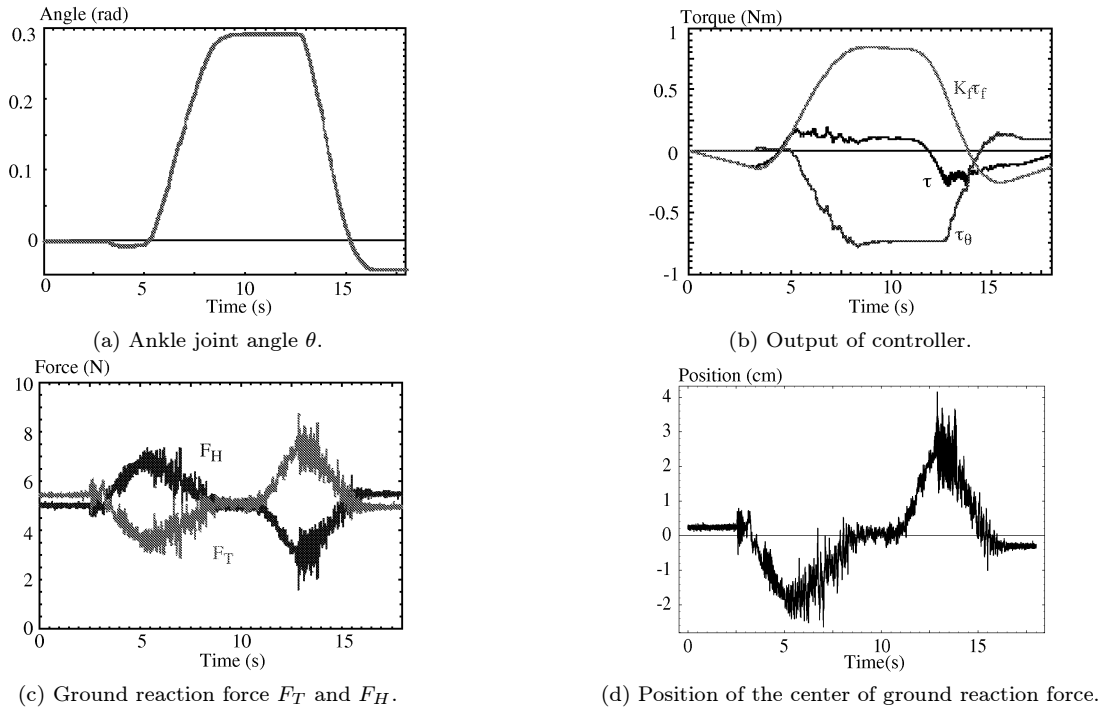 Angle (rad)
0.3
0.2
0.1
0
0 5 10 15
Time (s)
(a) Ankle joint angle θ.
Torque (Nm)
1
0.5
0
-0.5
-1
K_f τ_f
τ
τ_θ
0 5 10 15
Time (s)
(b) Output of controller.
Force (N)
10
8
6
4
2
0
F_H
F_T
0 5 10 15
Time (s)
(c) Ground reaction force F_T and F_H.
Position (cm)
4
3
2
1
0
-1
-2
0 5 10 15
Time(s)
(d) Position of the center of ground reaction force.